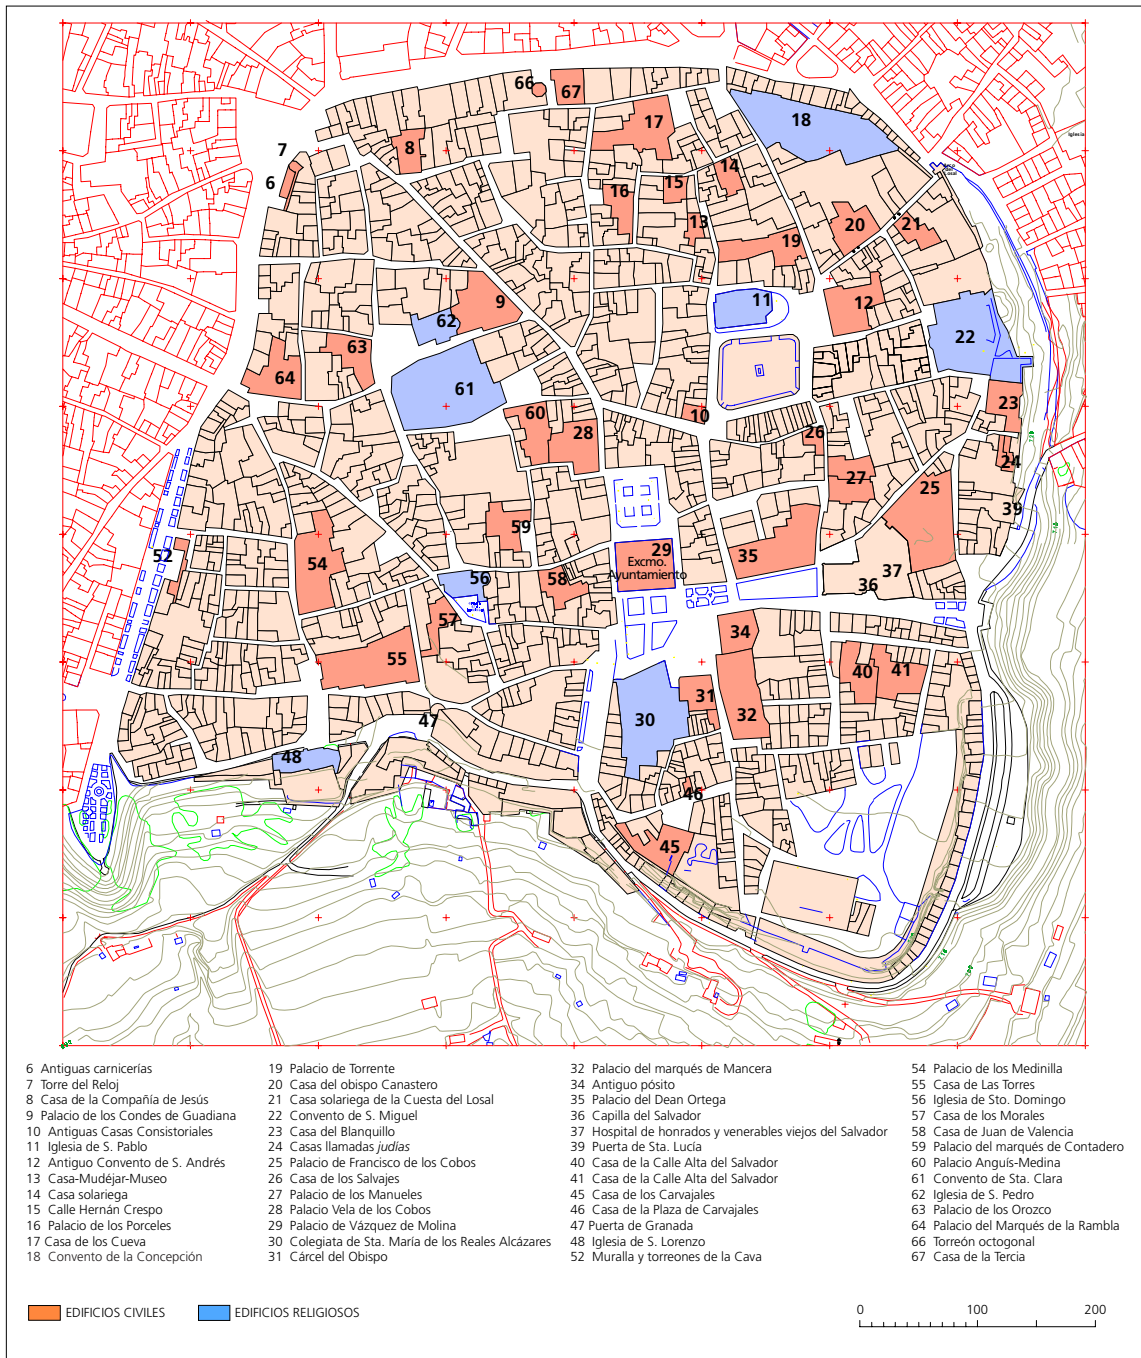 66
67
18
17
7
8
Iglesia
14
6
15
16
13
20
21
19
11
12
9
62
22
63
64
61
23
10
60
28
26
24
27
25
39
59
52
54
29
35
Excmo.
Ayuntamiento
56
58
37
36
57
34
55
40
41
31
30
32
47
48
46
45
6 Antiguas carnicerías
7 Torre del Reloj
8 Casa de la Compañía de Jesús
9 Palacio de los Condes de Guadiana
10 Antiguas Casas Consistoriales
11 Iglesia de S. Pablo
12 Antiguo Convento de S. Andrés
13 Casa-Mudéjar-Museo
14 Casa solariega
15 Calle Hernán Crespo
16 Palacio de los Porceles
17 Casa de los Cueva
18 Convento de la Concepción
19 Palacio de Torrente
20 Casa del obispo Canastero
21 Casa solariega de la Cuesta del Losal
22 Convento de S. Miguel
23 Casa del Blanquillo
24 Casas llamadas judías
25 Palacio de Francisco de los Cobos
26 Casa de los Salvajes
27 Palacio de los Manueles
28 Palacio Vela de los Cobos
29 Palacio de Vázquez de Molina
30 Colegiata de Sta. María de los Reales Alcázares
31 Cárcel del Obispo
32 Palacio del marqués de Mancera
34 Antiguo pósito
35 Palacio del Dean Ortega
36 Capilla del Salvador
37 Hospital de honrados y venerables viejos del Salvador
39 Puerta de Sta. Lucía
40 Casa de la Calle Alta del Salvador
41 Casa de la Calle Alta del Salvador
45 Casa de los Carvajales
46 Casa de la Plaza de Carvajales
47 Puerta de Granada
48 Iglesia de S. Lorenzo
52 Muralla y torreones de la Cava
54 Palacio de los Medinilla
55 Casa de Las Torres
56 Iglesia de Sto. Domingo
57 Casa de los Morales
58 Casa de Juan de Valencia
59 Palacio del marqués de Contadero
60 Palacio Anguís-Medina
61 Convento de Sta. Clara
62 Iglesia de S. Pedro
63 Palacio de los Orozco
64 Palacio del Marqués de la Rambla
66 Torreón octogonal
67 Casa de la Tercia
EDIFICIOS CIVILES
EDIFICIOS RELIGIOSOS
0 100 200